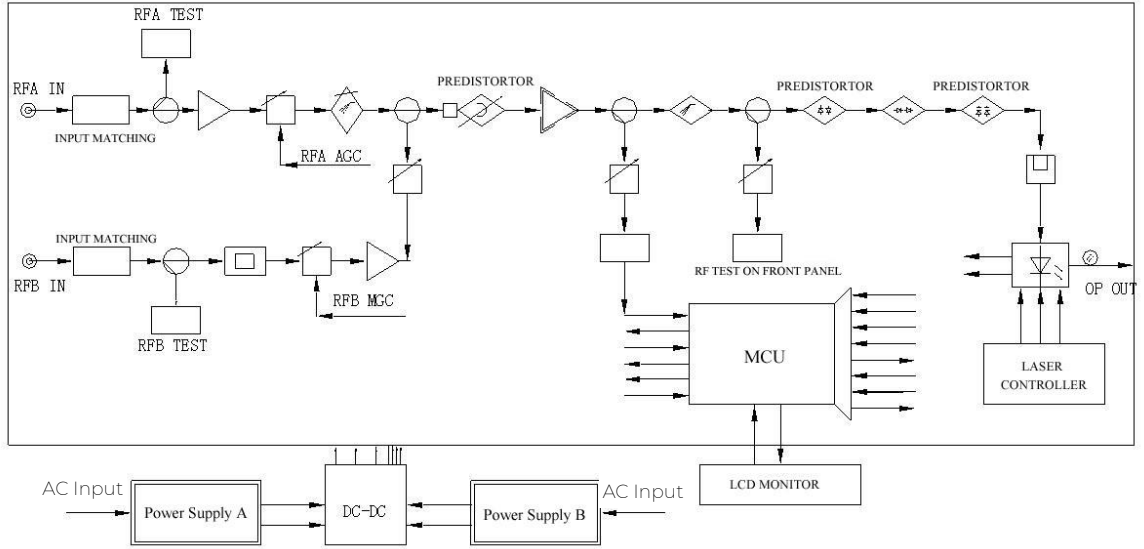 RFA TEST
RFA IN
INPUT MATCHING
PREDISTORTOR
PREDISTORTOR
PREDISTORTOR
RFA AGC
INPUT MATCHING
RFB IN
RFB MGC
RFB TEST
RF TEST ON FRONT PANEL
OP OUT
MCU
LASER
CONTROLLER
LCD MONITOR
AC Input
Power Supply A
DC-DC
Power Supply B
AC Input